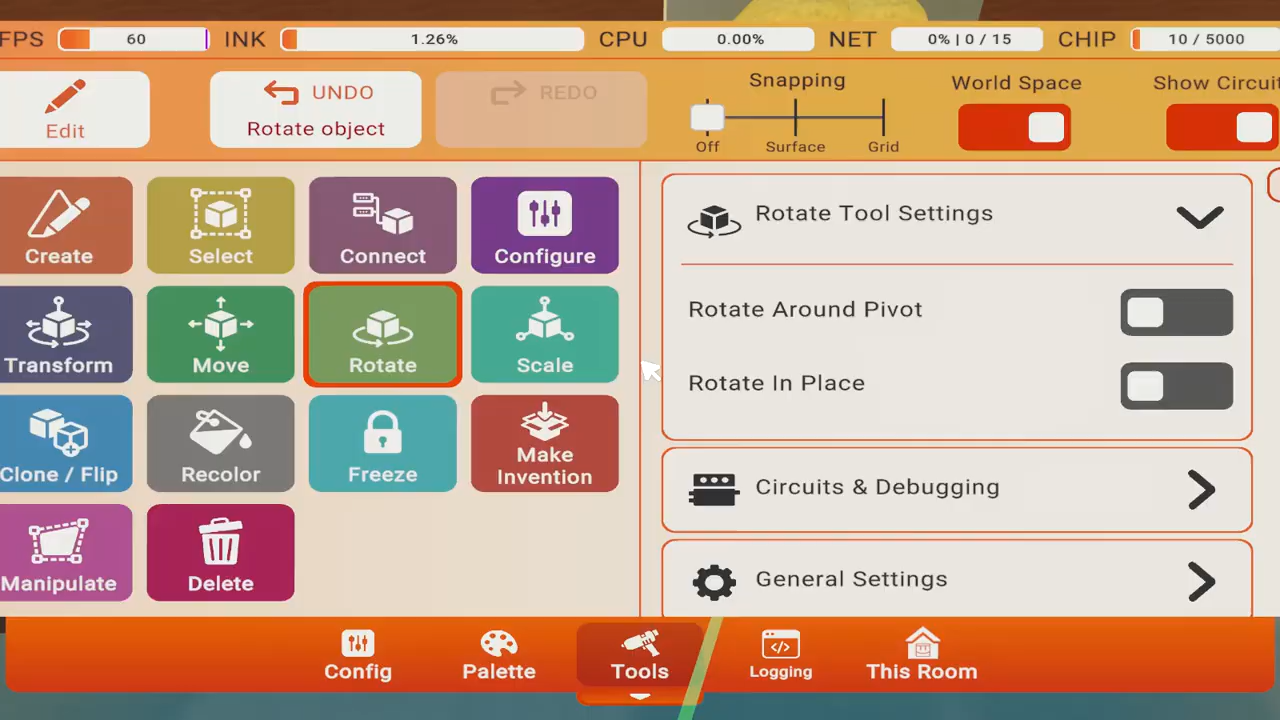 FPS 60 INK 1.26% CPU 0.00% NET 0% | 0 / 15 CHIP 10 / 5000
Edit
UNDO
Rotate object
REDO
Snapping
Off Surface Grid
World Space
Show Circuit
Create Select Connect Configure
Transform Move Rotate Scale
Clone / Flip Recolor Freeze Make
Invention
Manipulate Delete
Rotate Tool Settings
Rotate Around Pivot
Rotate In Place
Circuits & Debugging
General Settings
Config Palette Tools Logging This Room